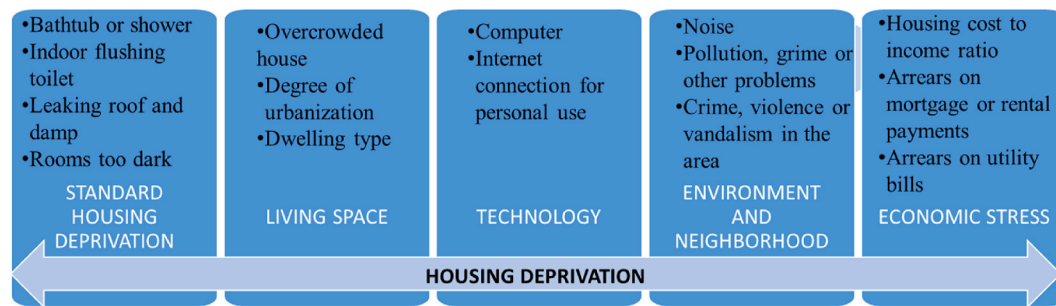 •Bathtub or shower
•Indoor flushing
toilet
•Leaking roof and
damp
•Rooms too dark
STANDARD
HOUSING
DEPRIVATION
•Overcrowded
house
•Degree of
urbanization
•Dwelling type
LIVING SPACE
•Computer
•Internet
connection for
personal use
TECHNOLOGY
•Noise
•Pollution, grime or
other problems
•Crime, violence or
vandalism in the
area
ENVIRONMENT
AND
NEIGHBORHOOD
•Housing cost to
income ratio
•Arrears on
mortgage or rental
payments
•Arrears on utility
bills
ECONOMIC STRESS
HOUSING DEPRIVATION